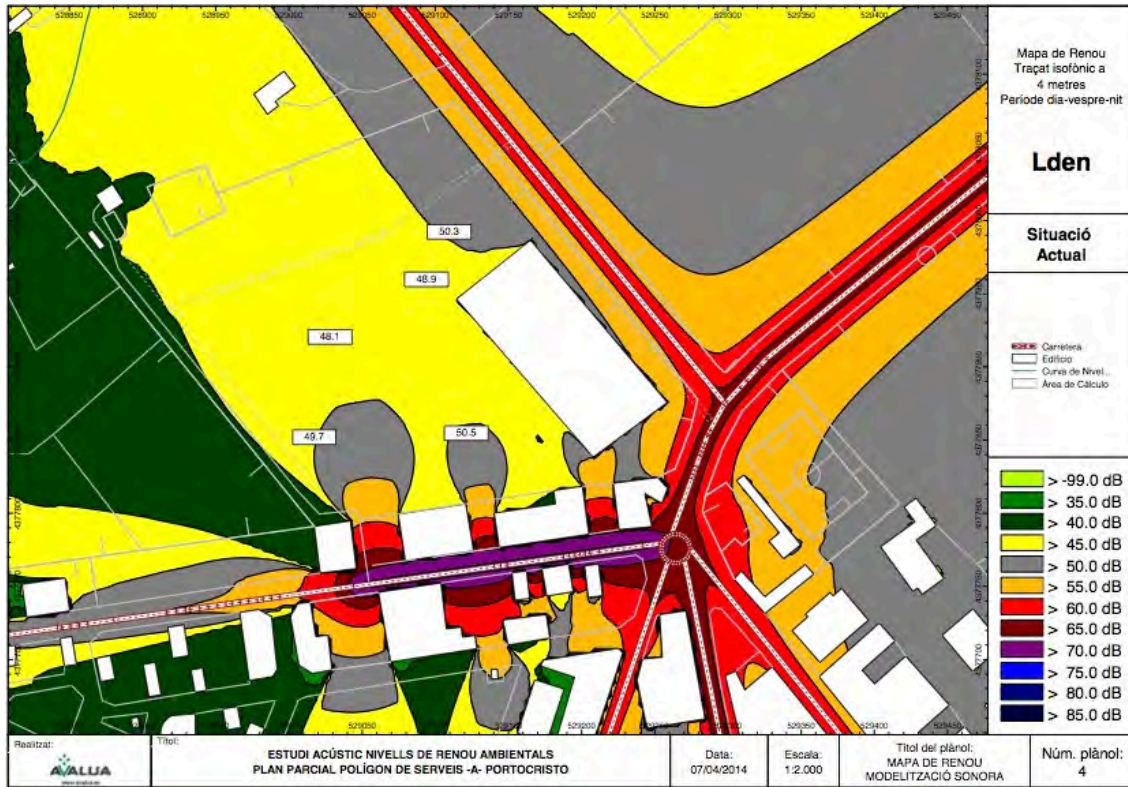 528850
528900
528950
529000
529050
529100
529150
529200
529250
529300
529350
529400
529450
50.3
48.9
48.1
49.7
50.5
529050
529200
529300
529350
529400
Mapa de Renou
Traçat isofònic a
4 metres
Període dia-vespre-nit
Lden
Situació
Actual
Carretera
Edificio
Curva de Nivel...
Área de Cálculo
> -99.0 dB
> 35.0 dB
> 40.0 dB
> 45.0 dB
> 50.0 dB
> 55.0 dB
> 60.0 dB
> 65.0 dB
> 70.0 dB
> 75.0 dB
> 80.0 dB
> 85.0 dB
Realitzat:
AVALUA
Títol:
ESTUDI ACÚSTIC NIVELLS DE RENOU AMBIENTALS
PLAN PARCIAL POLÍGON DE SERVEIS -A- PORTOCRISTO
Data:
07/04/2014
Escala:
1:2.000
Títol del plànol:
MAPA DE RENOU
MODELITZACIÓ SONORA
Núm. plànol:
4